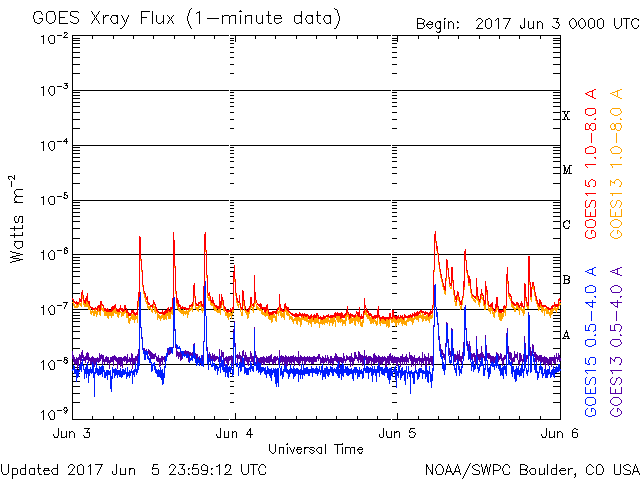 GOES Xray Flux (1-minute data)
Begin: 2017 Jun 3 0000 UTC
10-2
10-3
10-4
10-5
10-6
10-7
10-8
10-9
Watts m-2
X
M
C
B
A
GOES15 1.0-8.0 A
GOES13 1.0-8.0 A
GOES15 0.5-4.0 A
GOES13 0.5-4.0 A
Jun 3
Jun 4
Jun 5
Jun 6
Universal Time
Updated 2017 Jun 5 23:59:12 UTC
NOAA/SWPC Boulder, CO USA